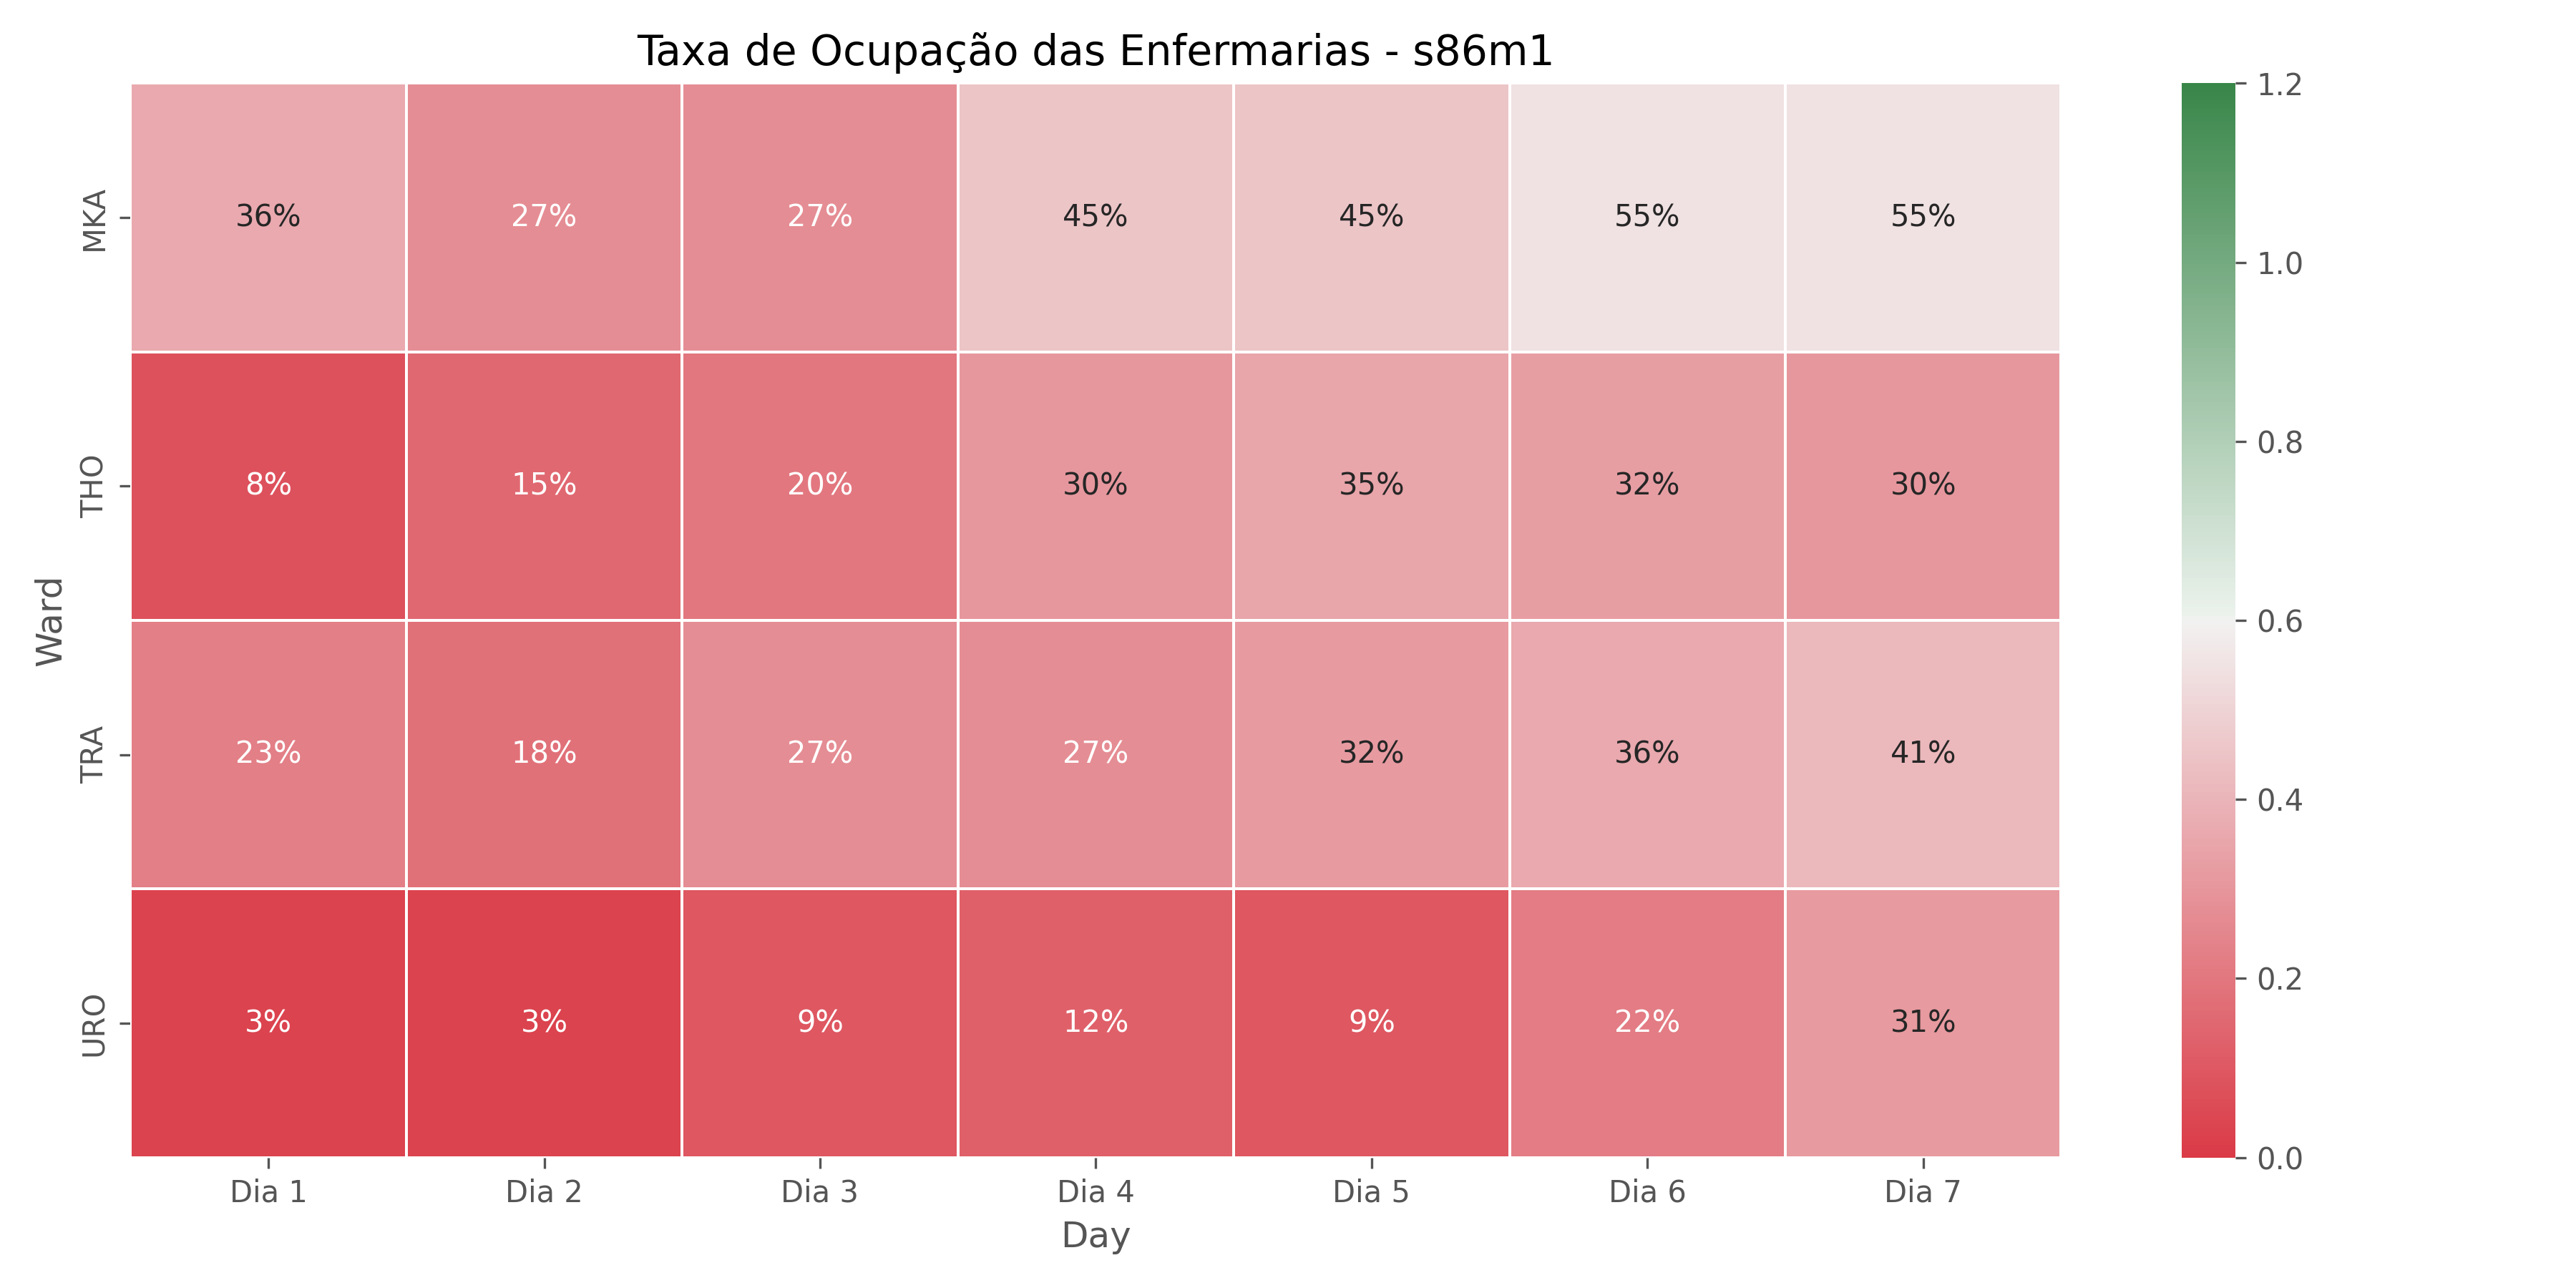 Taxa de Ocupação das Enfermarias - s86m1
Ward
MKA 36% 27% 27% 45% 45% 55% 55%
THO 8% 15% 20% 30% 35% 32% 30%
TRA 23% 18% 27% 27% 32% 36% 41%
URO 3% 3% 9% 12% 9% 22% 31%
Dia 1 Dia 2 Dia 3 Dia 4 Dia 5 Dia 6 Dia 7
Day
1.2
1.0
0.8
0.6
0.4
0.2
0.0